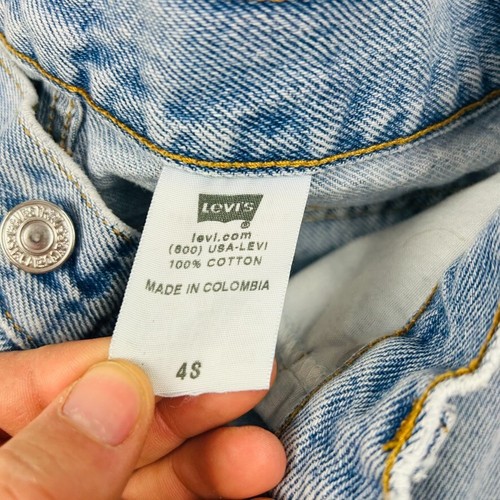 LEVI'S
levi.com
(800) USA-LEVI
100% COTTON
MADE IN COLOMBIA
4S